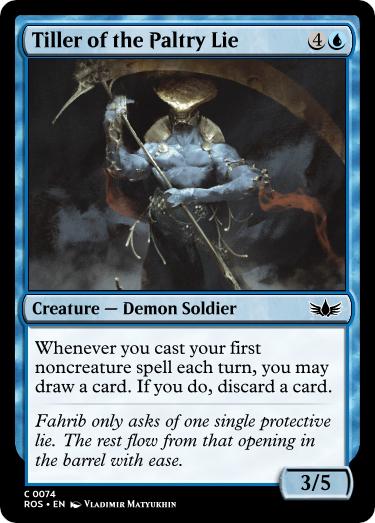 Tiller of the Paltry Lie 4
Creature — Demon Soldier
Whenever you cast your first
noncreature spell each turn, you may
draw a card. If you do, discard a card.
Fahrib only asks of one single protective
lie. The rest flow from that opening in
the barrel with ease.
3/5
C 0074
ROS • EN Vladimir Matyukhin